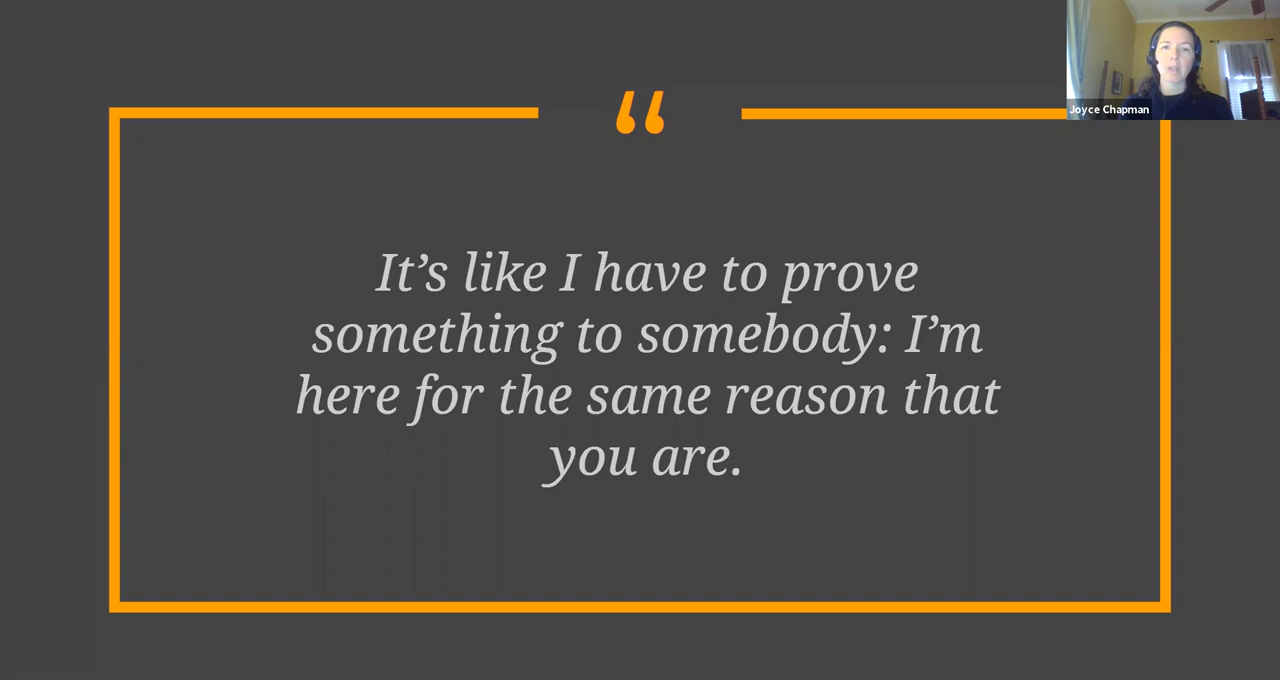 Joyce Chapman
“
It’s like I have to prove
something to somebody: I’m
here for the same reason that
you are.